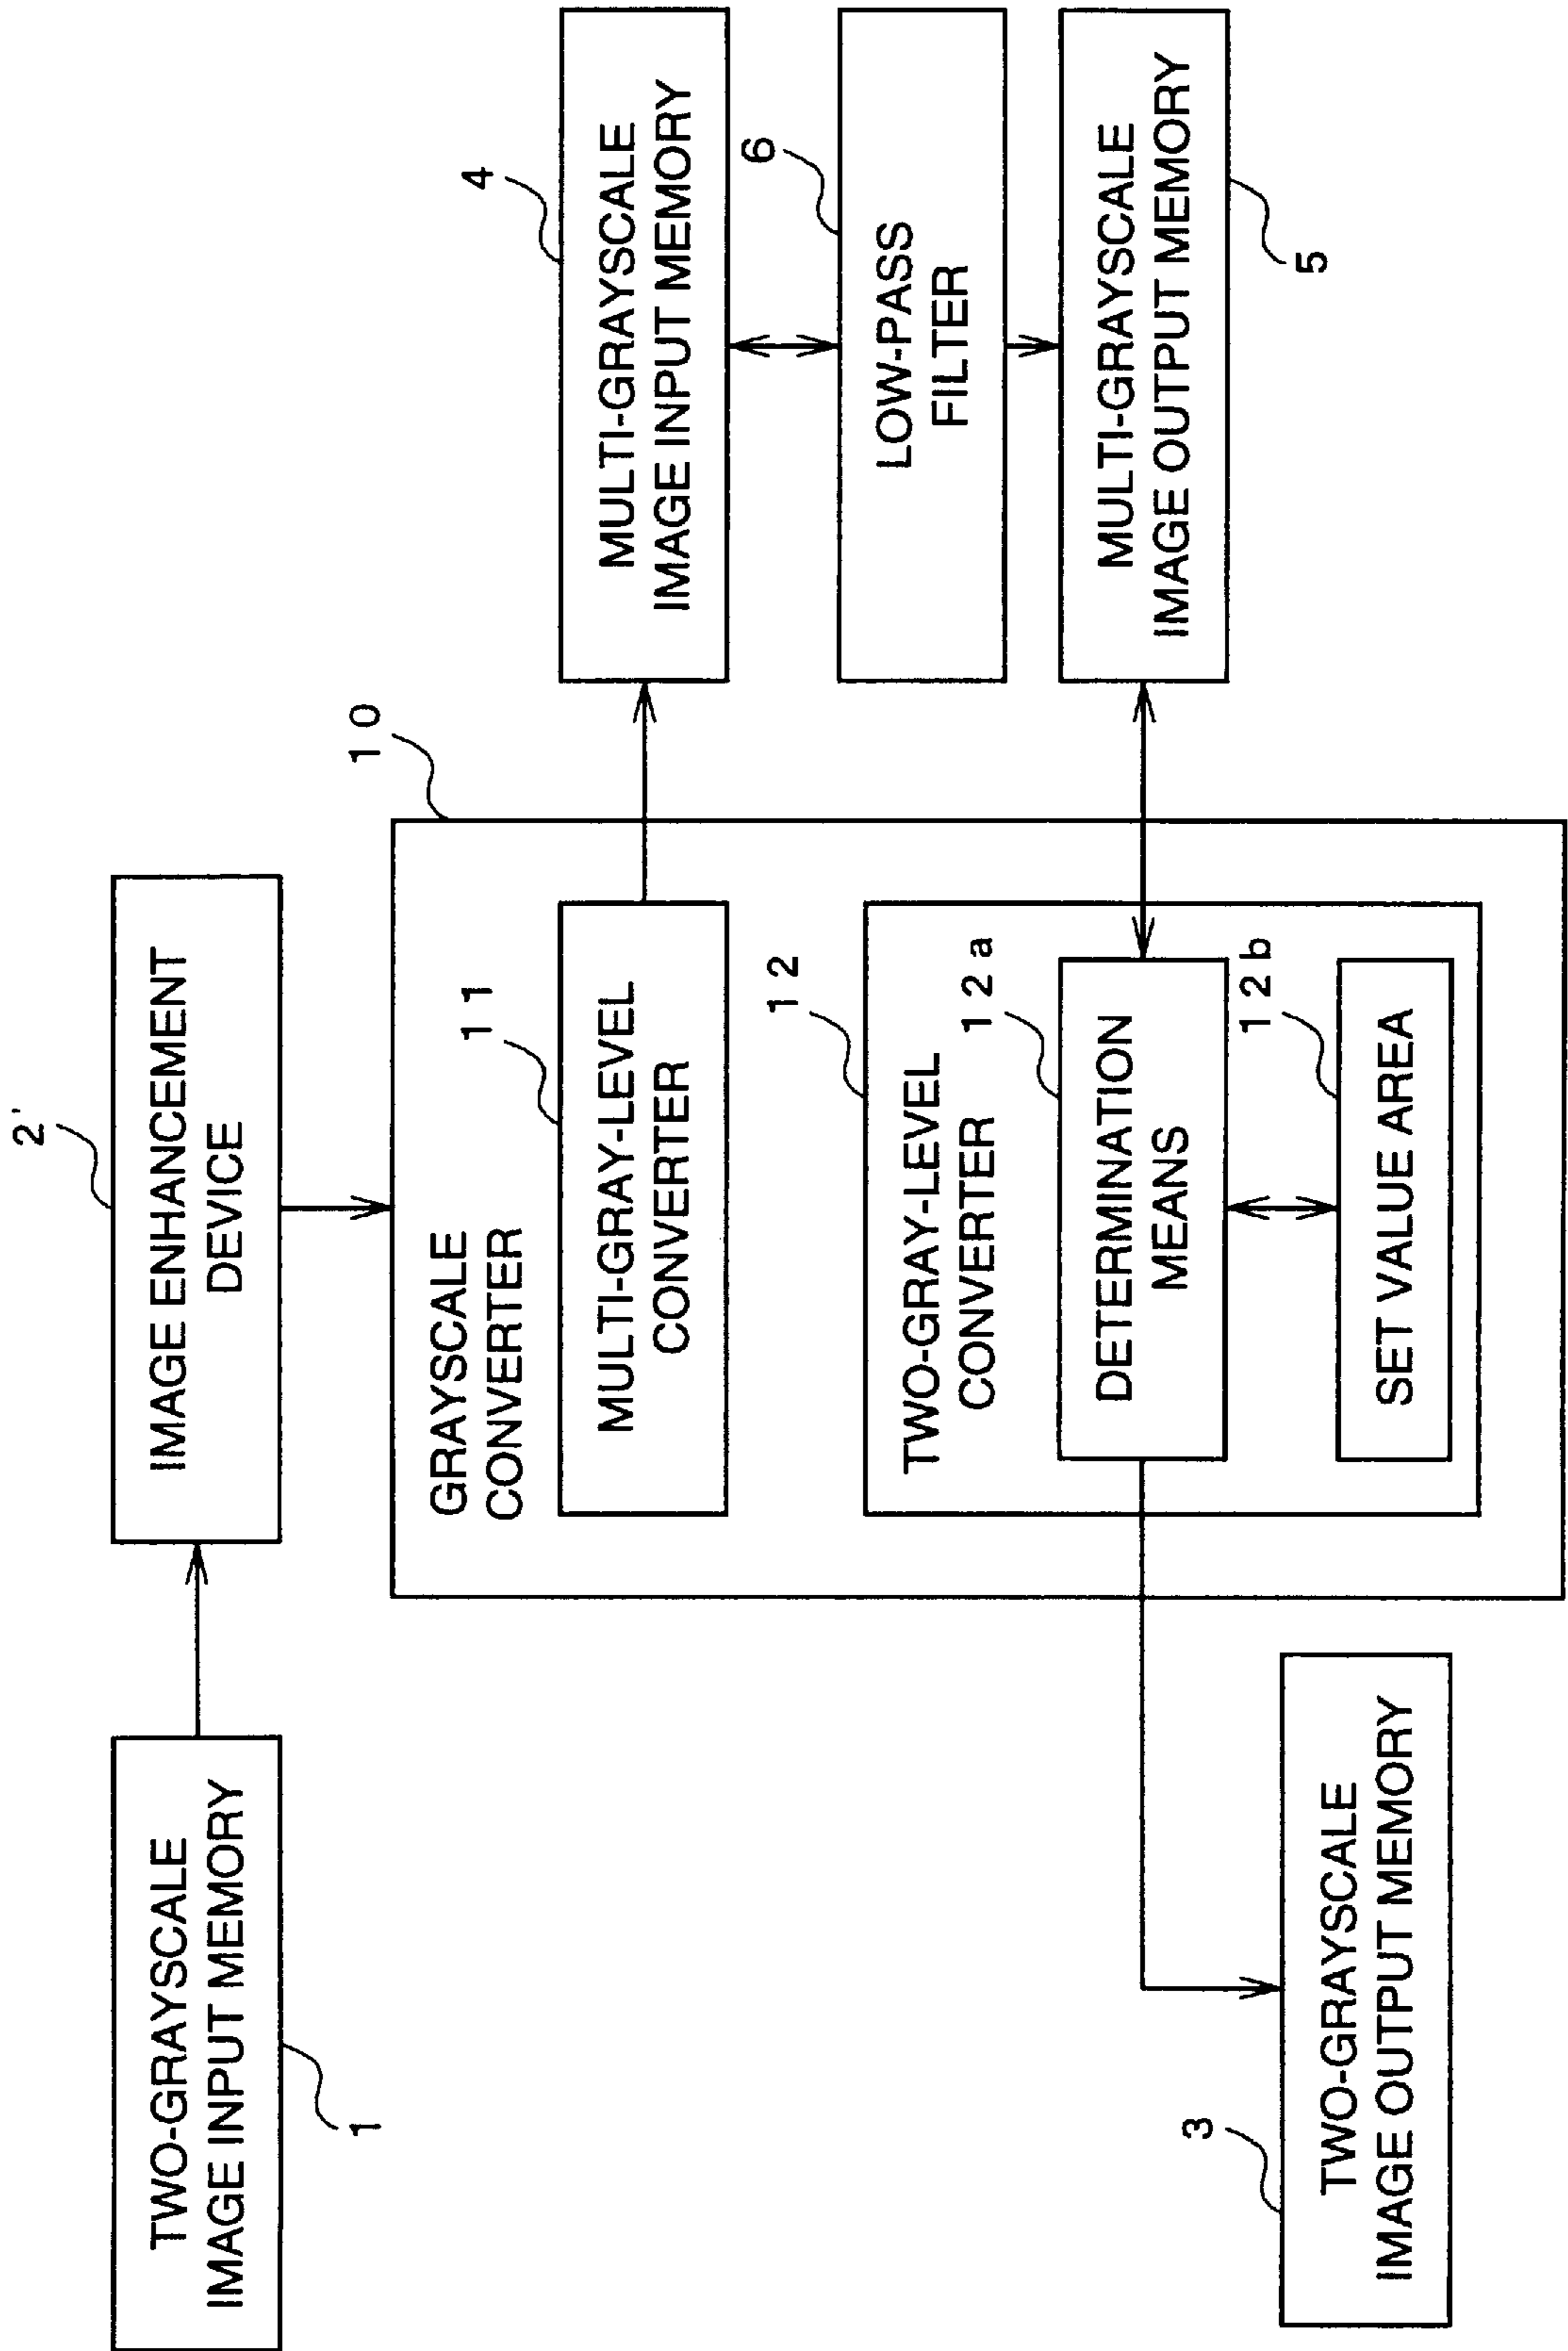 TWO-GRAYSCALE
IMAGE INPUT MEMORY
1
IMAGE ENHANCEMENT
DEVICE
2'
GRAYSCALE
CONVERTER
10
MULTI-GRAY-LEVEL
CONVERTER
11
TWO-GRAY-LEVEL
CONVERTER
12
DETERMINATION
MEANS
12a
SET VALUE AREA
12b
MULTI-GRAYSCALE
IMAGE INPUT MEMORY
4
LOW-PASS
FILTER
6
MULTI-GRAYSCALE
IMAGE OUTPUT MEMORY
5
TWO-GRAYSCALE
IMAGE OUTPUT MEMORY
3